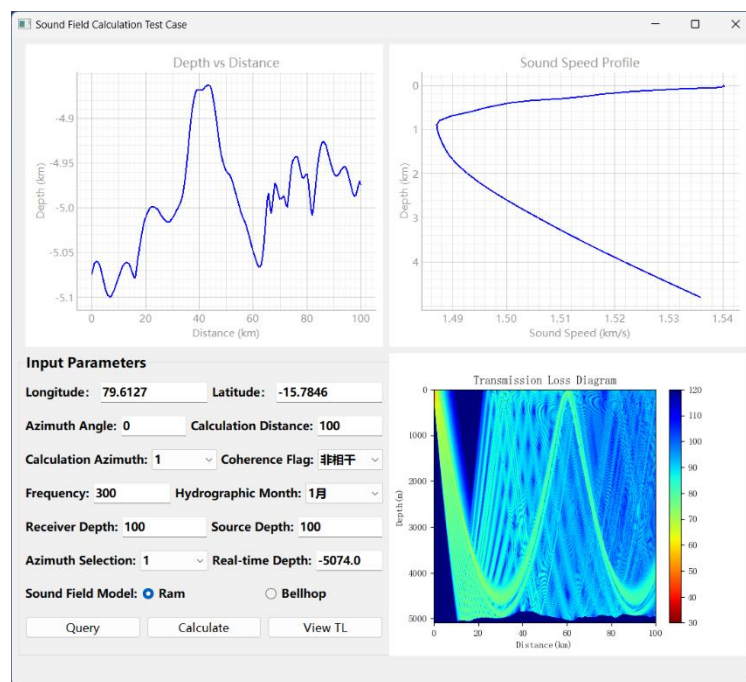 Sound Field Calculation Test Case
Depth vs Distance
-4.9
-4.95
-5.0
-5.05
-5.1
Depth (km)
0 20 40 60 80 100
Distance (km)
Sound Speed Profile
0
1
2
3
4
Depth (km)
1.49 1.50 1.51 1.52 1.53 1.54
Sound Speed (km/s)
Input Parameters
Longitude: 79.6127 Latitude: -15.7846
Azimuth Angle: 0 Calculation Distance: 100
Calculation Azimuth: 1 Coherence Flag: 非相干
Frequency: 300 Hydrographic Month: 1月
Receiver Depth: 100 Source Depth: 100
Azimuth Selection: 1 Real-time Depth: -5074.0
Sound Field Model: Ram Bellhop
Query Calculate View TL
Transmission Loss Diagram
0
1000
2000
3000
4000
5000
Depth(m)
0 20 40 60 80 100
Distance(km)
120
110
100
90
80
70
60
50
40
30